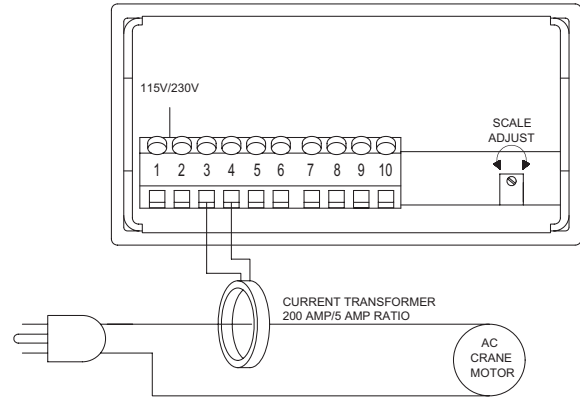 115V/230V
SCALE
ADJUST
1 2 3 4 5 6 7 8 9 10
CURRENT TRANSFORMER
200 AMP/5 AMP RATIO
AC
CRANE
MOTOR